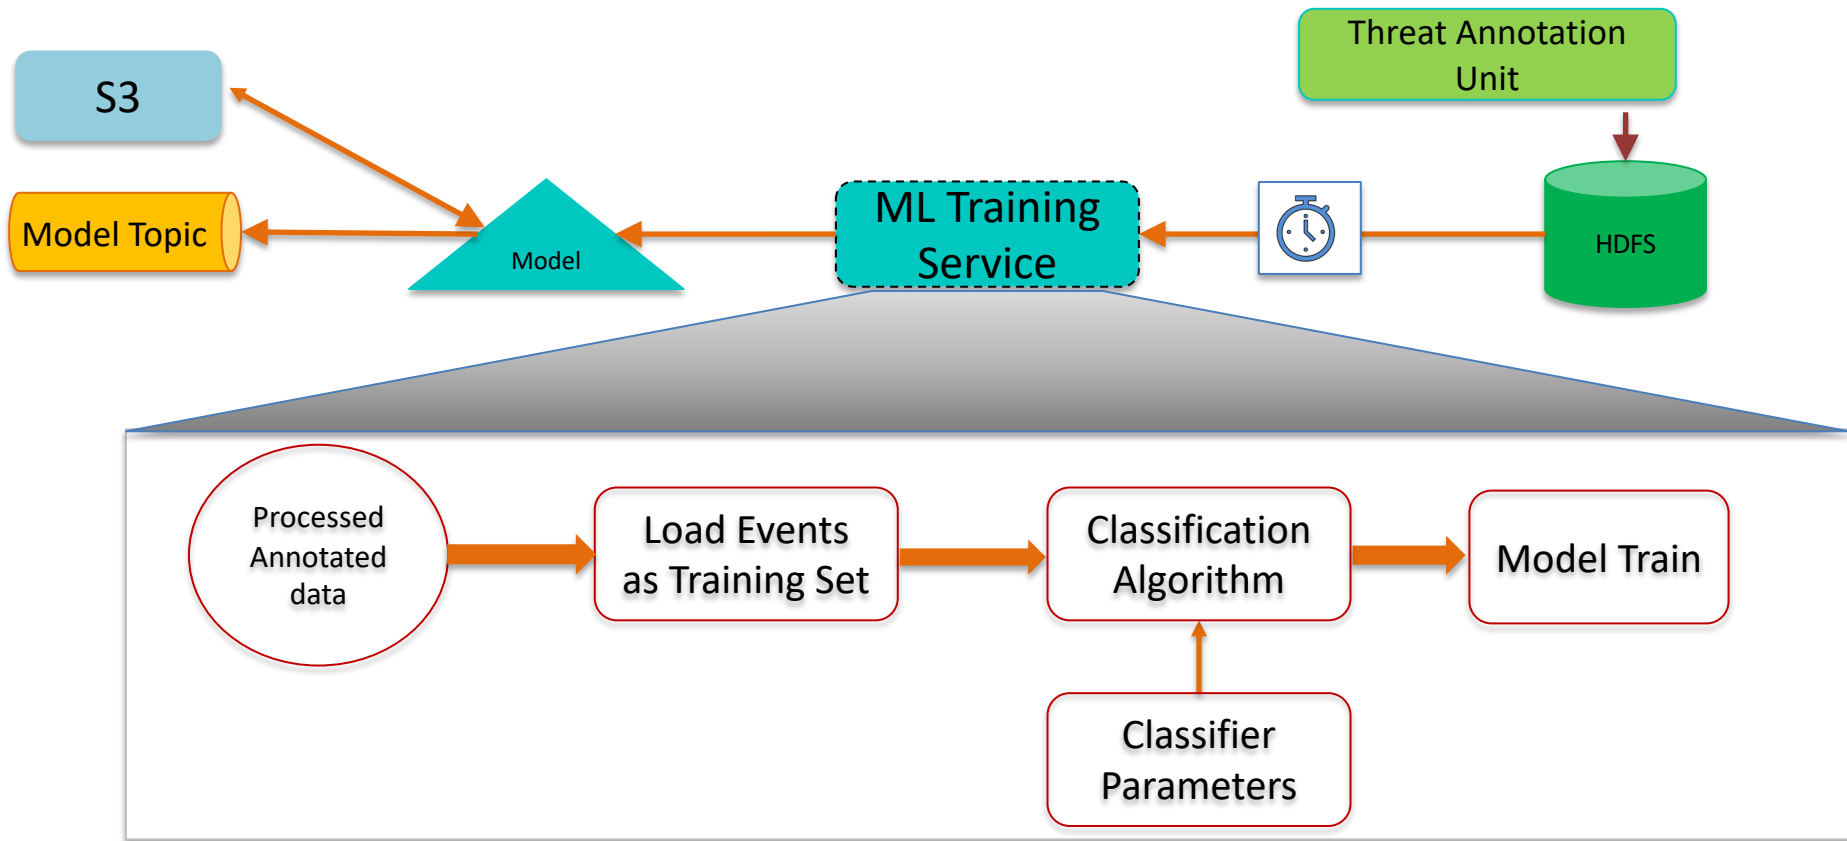 Threat Annotation
Unit
S3
Model Topic
Model
ML Training
Service
HDFS
Processed
Annotated
data
Load Events
as Training Set
Classification
Algorithm
Model Train
Classifier
Parameters